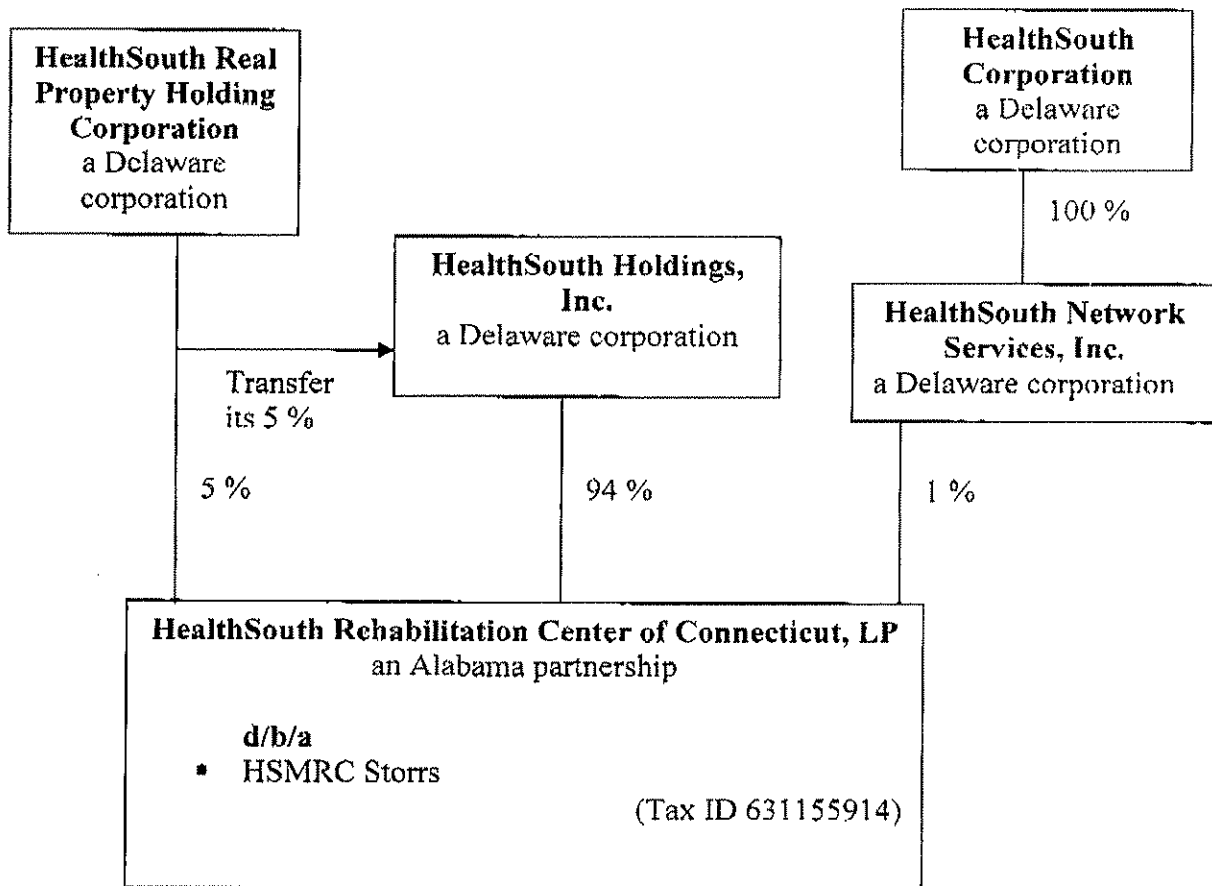 HealthSouth Real
Property Holding
Corporation
a Delaware
corporation
HealthSouth
Corporation
a Delaware
corporation
100 %
HealthSouth Holdings,
Inc.
a Delaware corporation
HealthSouth Network
Services, Inc.
a Delaware corporation
Transfer
its 5 %
5 %
94 %
1 %
HealthSouth Rehabilitation Center of Connecticut, LP
an Alabama partnership
d/b/a
▪ HSMRC Storrs
(Tax ID 631155914)